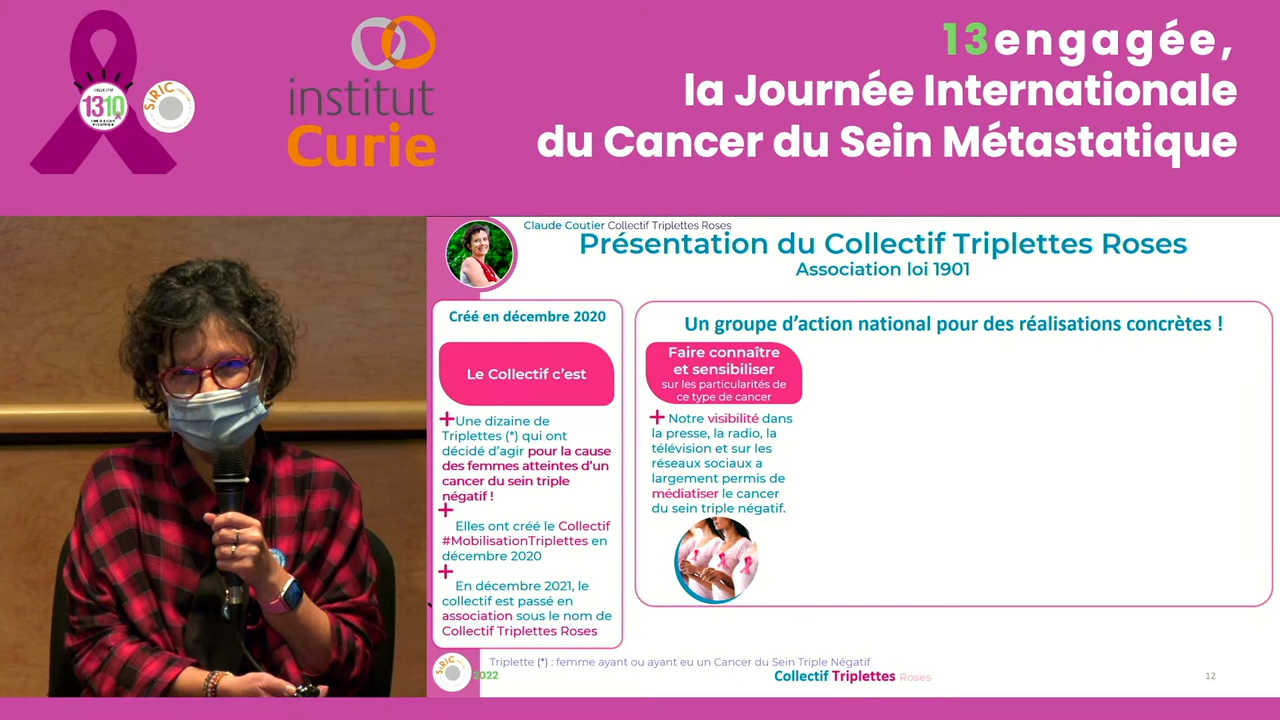 1310
SiRIC
institut
Curie
13engagée,
la Journée Internationale
du Cancer du Sein Métastatique
Claude Coutier Collectif Triplettes Roses
Présentation du Collectif Triplettes Roses
Association loi 1901
Créé en décembre 2020
Le Collectif c'est
+Une dizaine de
Triplettes (*) qui ont
décidé d'agir pour la cause
des femmes atteintes d'un
cancer du sein triple
négatif !
+
Elles ont créé le Collectif
#MobilisationTriplettes en
décembre 2020
+
En décembre 2021, le
collectif est passé en
association sous le nom de
Collectif Triplettes Roses
Un groupe d'action national pour des réalisations concrètes !
Faire connaître
et sensibiliser
sur les particularités de
ce type de cancer
+ Notre visibilité dans
la presse, la radio, la
télévision et sur les
réseaux sociaux a
largement permis de
médiatiser le cancer
du sein triple négatif.
Triplette (*) : femme ayant ou ayant eu un Cancer du Sein Triple Négatif
SiRIC
2022
Collectif Triplettes Roses
12